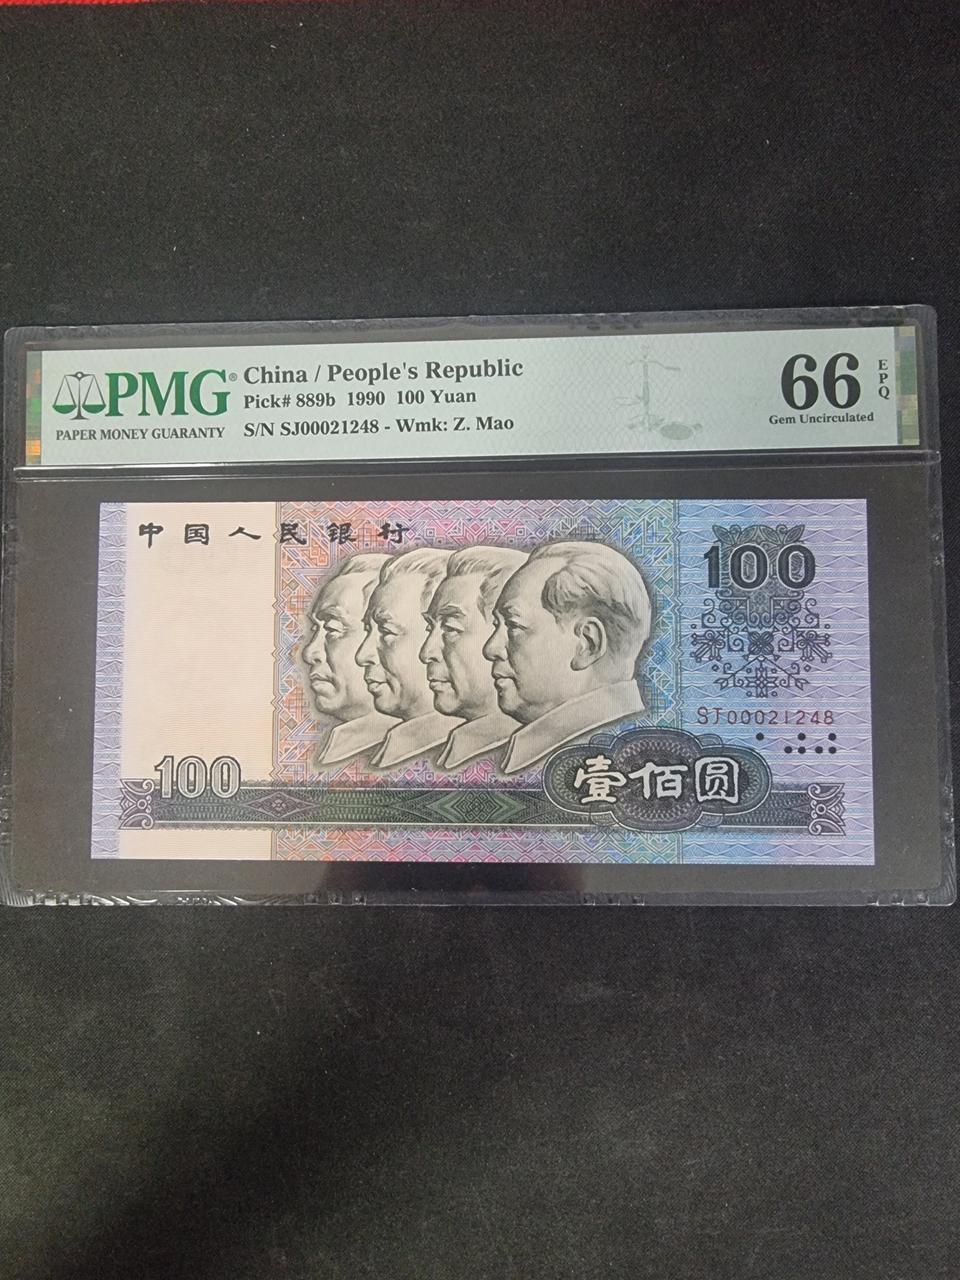 PMG®
PAPER MONEY GUARANTY
China / People's Republic
Pick# 889b 1990 100 Yuan
S/N SJ00021248 - Wmk: Z. Mao
66 EPQ
Gem Uncirculated
中国人民银行
100
SJ00021248
100
壹佰圆